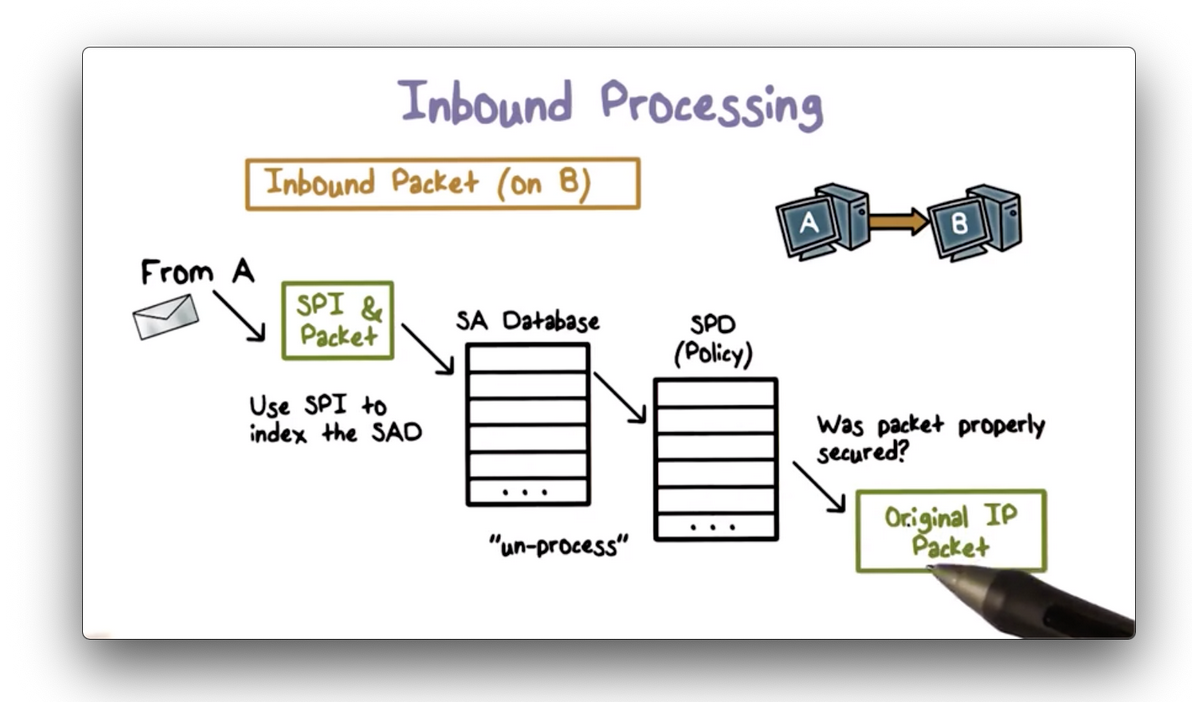 Inbound Processing
Inbound Packet (on B)
A
B
From A
SPI &
Packet
Use SPI to
index the SAD
SA Database
...
"un-process"
SPD
(Policy)
...
Was packet properly
secured?
Original IP
Packet